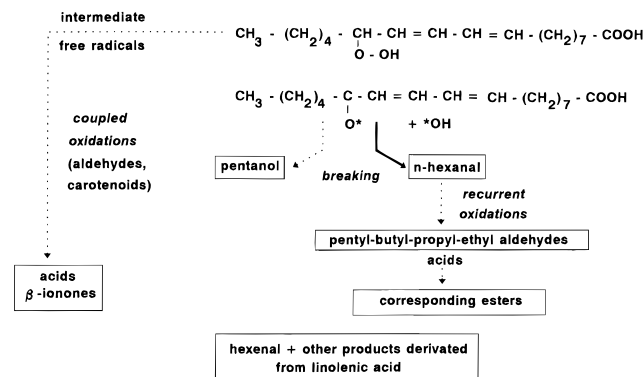 intermediate
free radicals
CH3 - (CH2)4 - CH - CH = CH - CH = CH - (CH2)7 - COOH
O - OH
CH3 - (CH2)4 - C - CH = CH - CH = CH - (CH2)7 - COOH
O* + *OH
coupled
oxidations
(aldehydes,
carotenoids)
pentanol
breaking
n-hexanal
recurrent
oxidations
pentyl-butyl-propyl-ethyl aldehydes
acids
corresponding esters
acids
β-ionones
hexenal + other products derivated
from linolenic acid